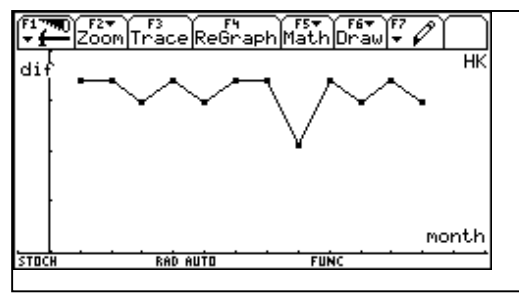 F1 F2 Zoom F3 Trace F4 ReGraph F5 Math F6 Draw F7
dif HK
month
STOCH RAD AUTO FUNC